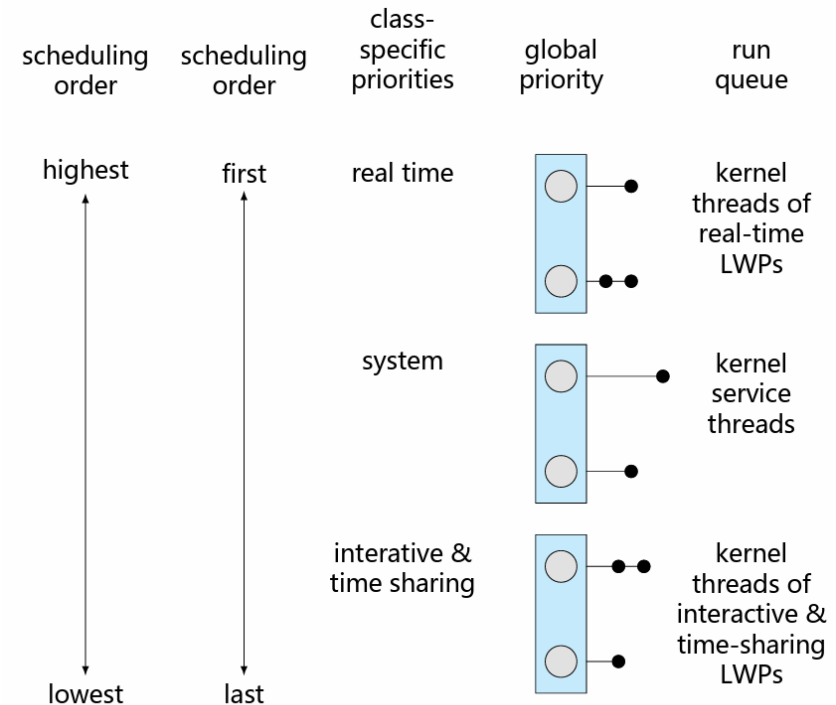 scheduling
order
scheduling
order
class-
specific
priorities
global
priority
run
queue
highest
first
real time
kernel
threads of
real-time
LWPs
system
kernel
service
threads
interative &
time sharing
kernel
threads of
interactive &
time-sharing
LWPs
lowest
last